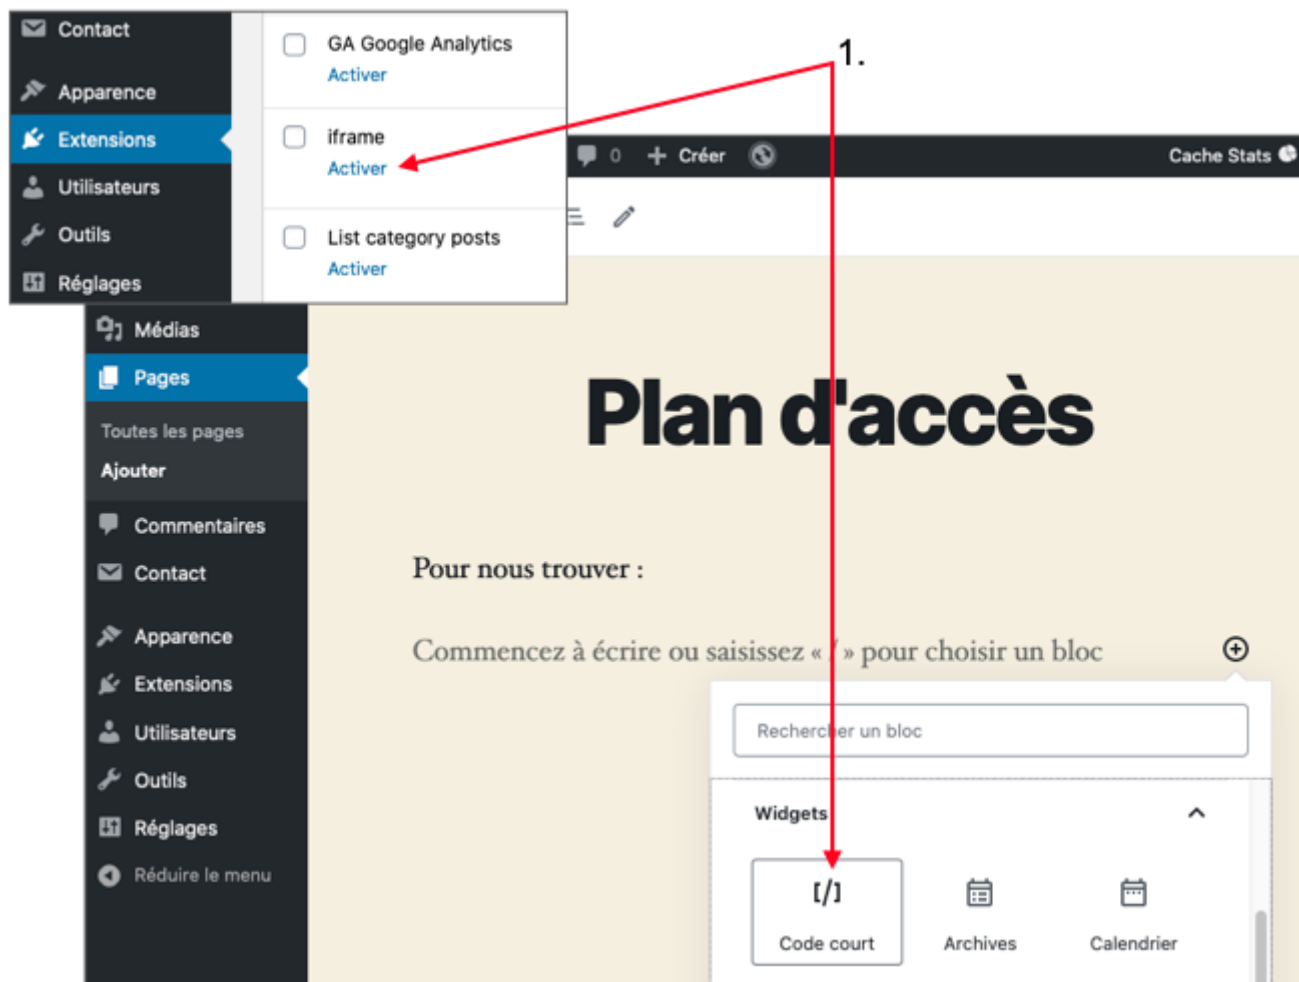 Contact
Apparence
Extensions
Utilisateurs
Outils
Réglages
GA Google Analytics
Activer
iframe
Activer
List category posts
Activer
1.
0
+ Créer
Cache Stats
Médias
Pages
Toutes les pages
Ajouter
Commentaires
Contact
Apparence
Extensions
Utilisateurs
Outils
Réglages
Réduire le menu
Plan d'accès
Pour nous trouver :
Commencez à écrire ou saisissez « / » pour choisir un bloc
Rechercher un bloc
Widgets
[/]
Code court
Archives
Calendrier